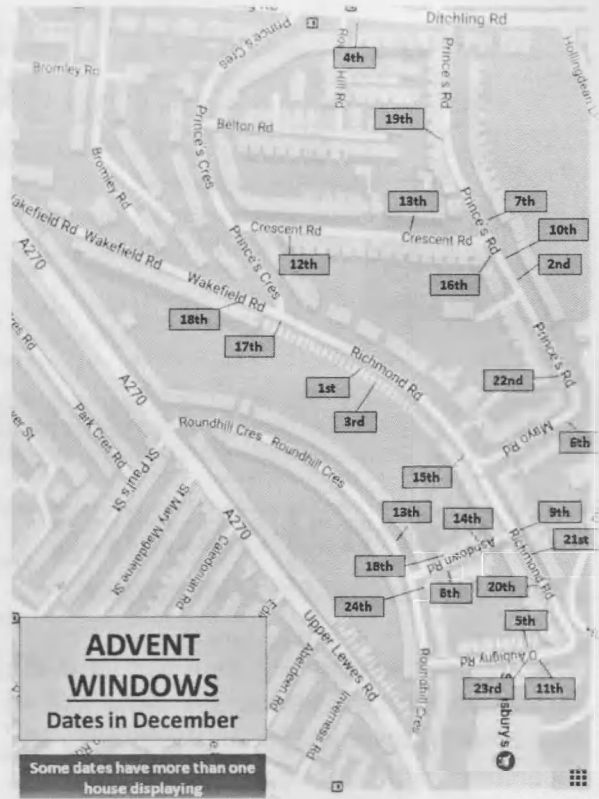 Ditchling Rd
Prince's Cres
4th
Hill Rd
Prince's Rd
Bromley Rd
Prince's Cres
Belton Rd
19th
Bromley Rd
13th
Prince's Rd
7th
Crescent Rd
Crescent Rd
10th
Wakefield Rd
Wakefield Rd
Prince's Cres
12th
16th
2nd
A270
Wakefield Rd
18th
17th
Prince's Rd
Richmond Rd
1st
22nd
3rd
A270
Park Cres Rd
Roundhill Cres
Roundhill Cres
Mayo Rd
6th
St Paul's St
15th
St Mary Magdalene St
13th
14th
9th
A270
Ashdown Rd
21st
Richmond Rd
Caledonian Rd
18th
8th
20th
24th
5th
Upper Lewes Rd
D'Aubigny Rd
Aberdeen Rd
Inverness Rd
Roundhill Cres
23rd
11th
ADVENT
WINDOWS
Dates in December
Some dates have more than one
house displaying